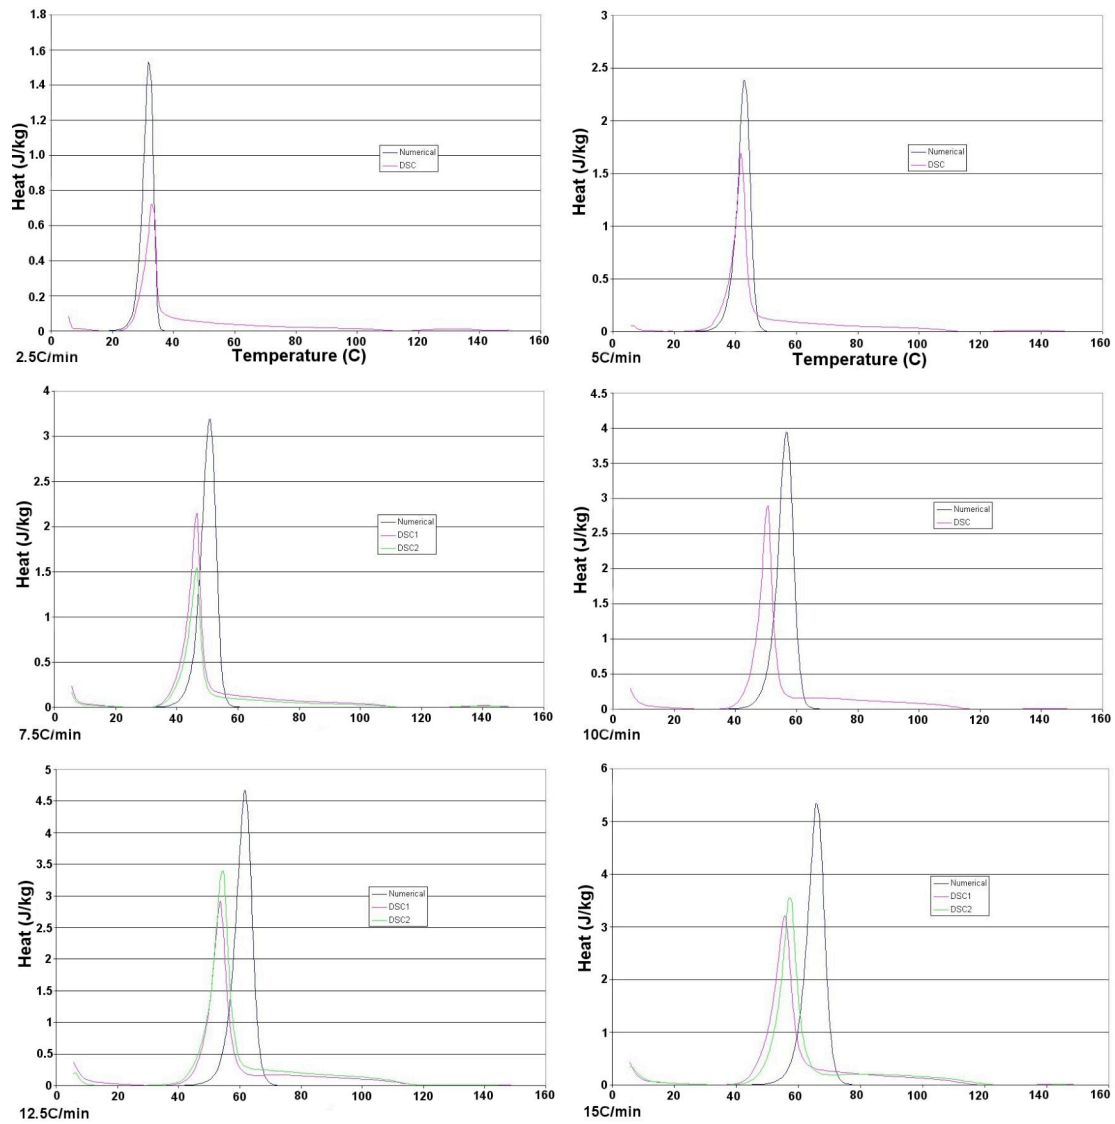 1.8
1.6
1.4
1.2
1.0
0.8
0.6
0.4
0.2
0
Heat (J/kg)
Numerical
DSC
0 20 40 60 80 100 120 140 160
2.5C/min Temperature (C)
3
2.5
2
1.5
1
0.5
0
Heat (J/kg)
Numerical
DSC
0 20 40 60 80 100 120 140 160
5C/min Temperature (C)
4
3.5
3
2.5
2
1.5
1
0.5
0
Heat (J/kg)
Numerical
DSC1
DSC2
0 20 40 60 80 100 120 140 160
7.5C/min
4.5
4
3.5
3
2.5
2
1.5
1
0.5
0
Heat (J/kg)
Numerical
DSC
0 20 40 60 80 100 120 140 160
10C/min
5
4.5
4
3.5
3
2.5
2
1.5
1
0.5
0
Heat (J/kg)
Numerical
DSC1
DSC2
0 20 40 60 80 100 120 140 160
12.5C/min
6
5
4
3
2
1
0
Heat (J/kg)
Numerical
DSC1
DSC2
0 20 40 60 80 100 120 140 160
15C/min